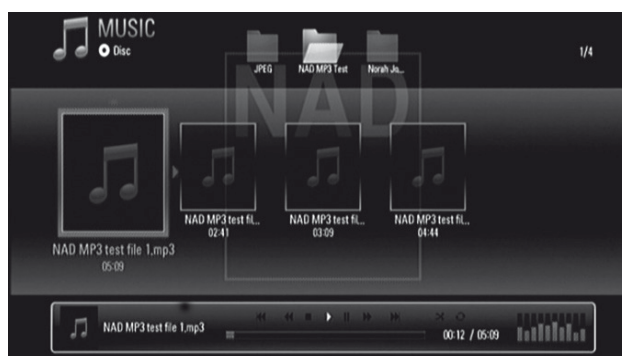 MUSIC
Disc
JPEG
NAD MP3 Test
Norah Jo...
1/4
NAD
NAD MP3 test file 1.mp3
05:09
NAD MP3 test fil...
02:41
NAD MP3 test fil...
03:09
NAD MP3 test fil...
04:44
NAD MP3 test file 1.mp3
00:12 / 05:09